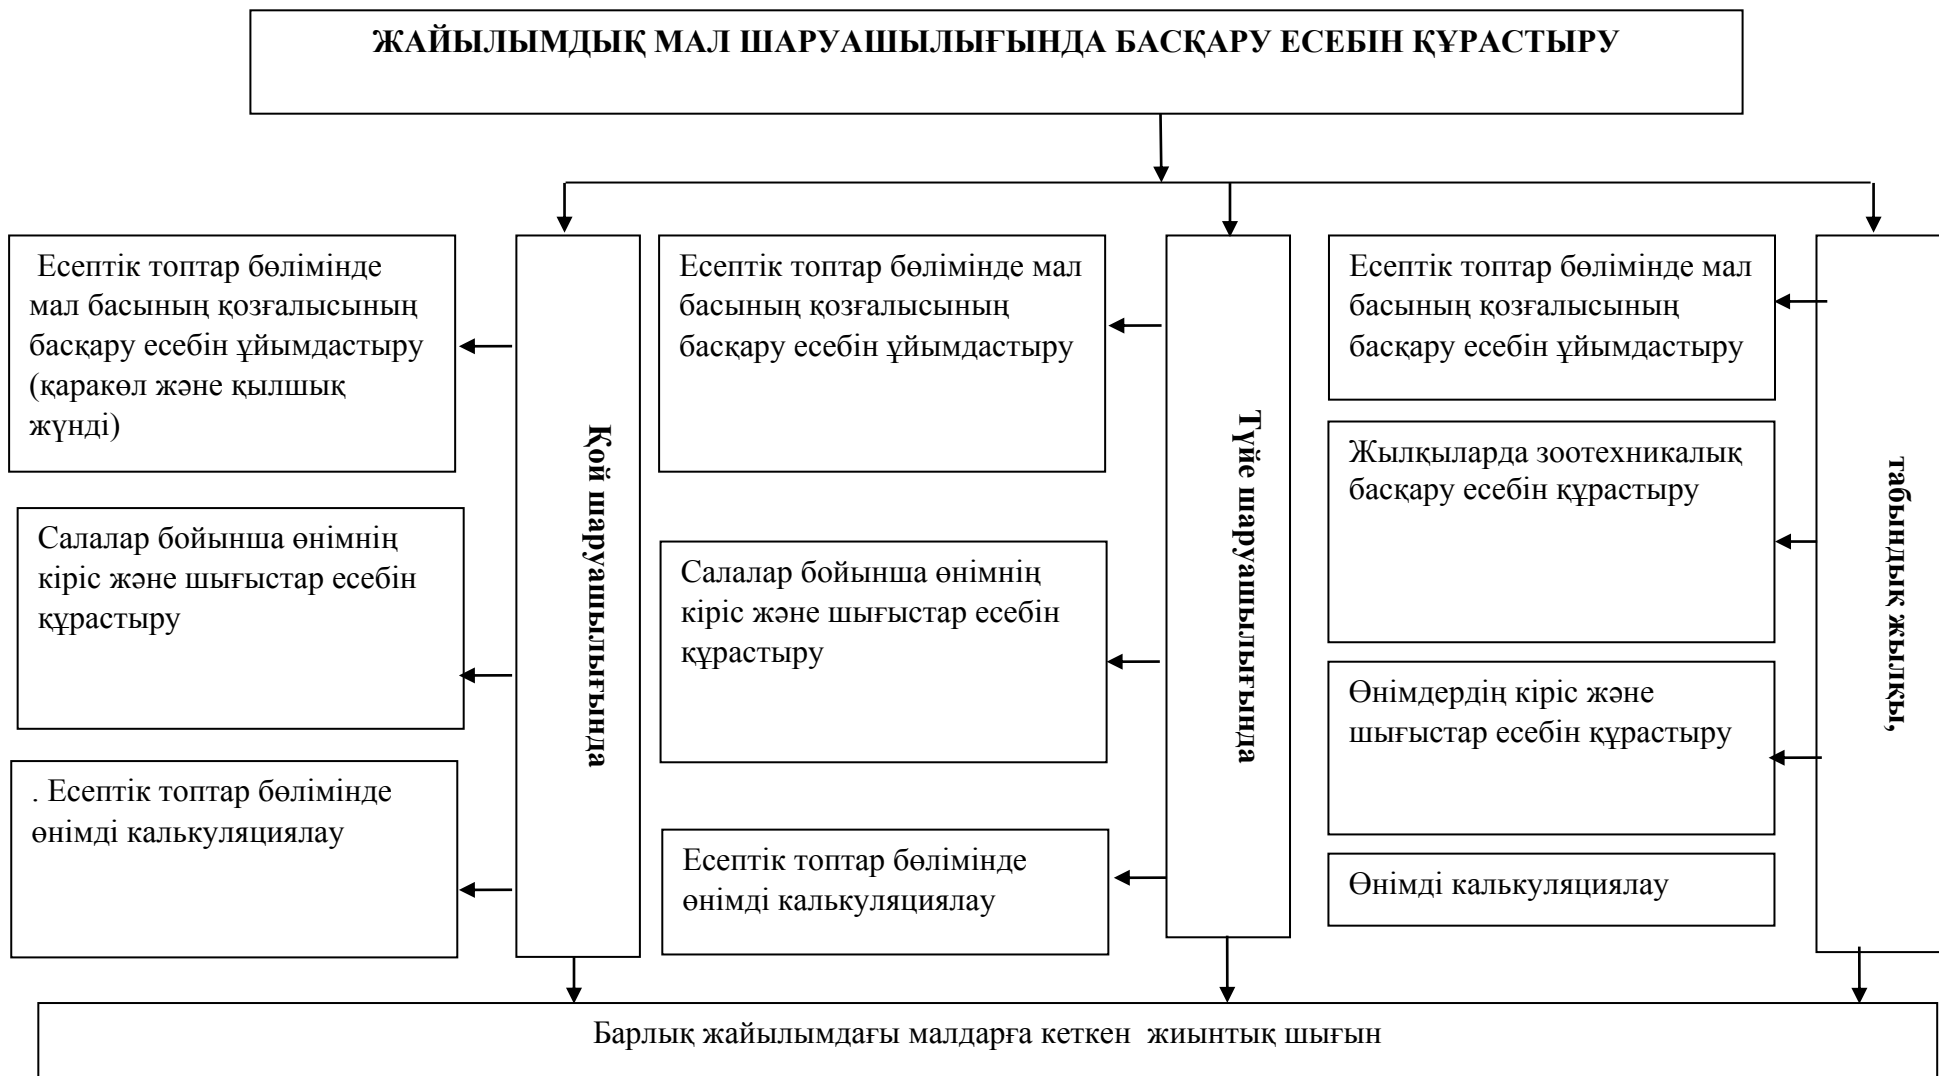 ЖАЙЫЛЫМДЫҚ МАЛ ШАРУАШЫЛЫҒЫНДА БАСҚАРУ ЕСЕБІН ҚҰРАСТЫРУ
Есептік топтар бөлімінде
мал басының қозғалысының
басқару есебін ұйымдастыру
(қаракөл және қылшық
жүнді)
Салалар бойынша өнімнің
кіріс және шығыстар есебін
құрастыру
. Есептік топтар бөлімінде
өнімді калькуляциялау
Қой шаруашылығында
Есептік топтар бөлімінде мал
басының қозғалысының
басқару есебін ұйымдастыру
Салалар бойынша өнімнің
кіріс және шығыстар есебін
құрастыру
Есептік топтар бөлімінде
өнімді калькуляциялау
Түйе шаруашылығында
Есептік топтар бөлімінде мал
басының қозғалысының
басқару есебін ұйымдастыру
Жылқыларда зоотехникалық
басқару есебін құрастыру
Өнімдердің кіріс және
шығыстар есебін құрастыру
Өнімді калькуляциялау
табындық жылқы,
Барлық жайылымдағы малдарға кеткен  жиынтық шығын